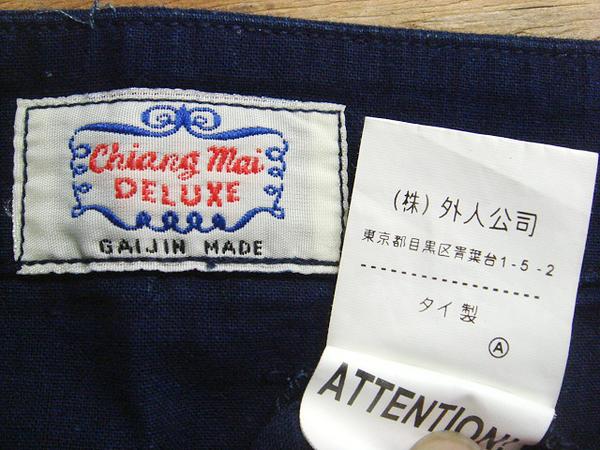 Chiang Mai
DELUXE
GAIJIN MADE
(株)外人公司
東京都目黒区青葉台1-5-2
タイ製
Ⓐ
ATTENTION!